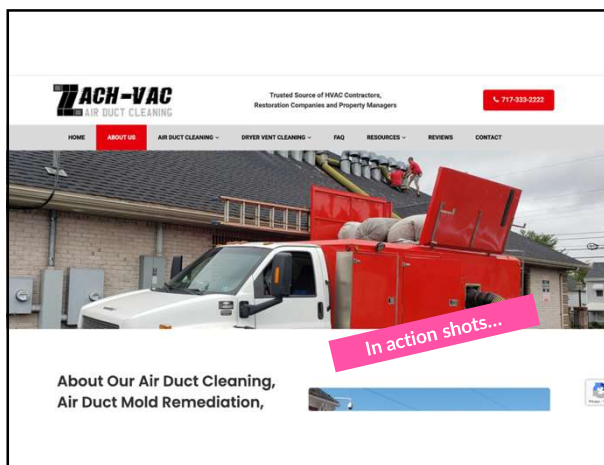 ZACH-VAC
AIR DUCT CLEANING
Trusted Source of HVAC Contractors,
Restoration Companies and Property Managers
717-333-2222
HOME ABOUT US AIR DUCT CLEANING DRYER VENT CLEANING FAQ RESOURCES REVIEWS CONTACT
In action shots...
About Our Air Duct Cleaning,
Air Duct Mold Remediation,